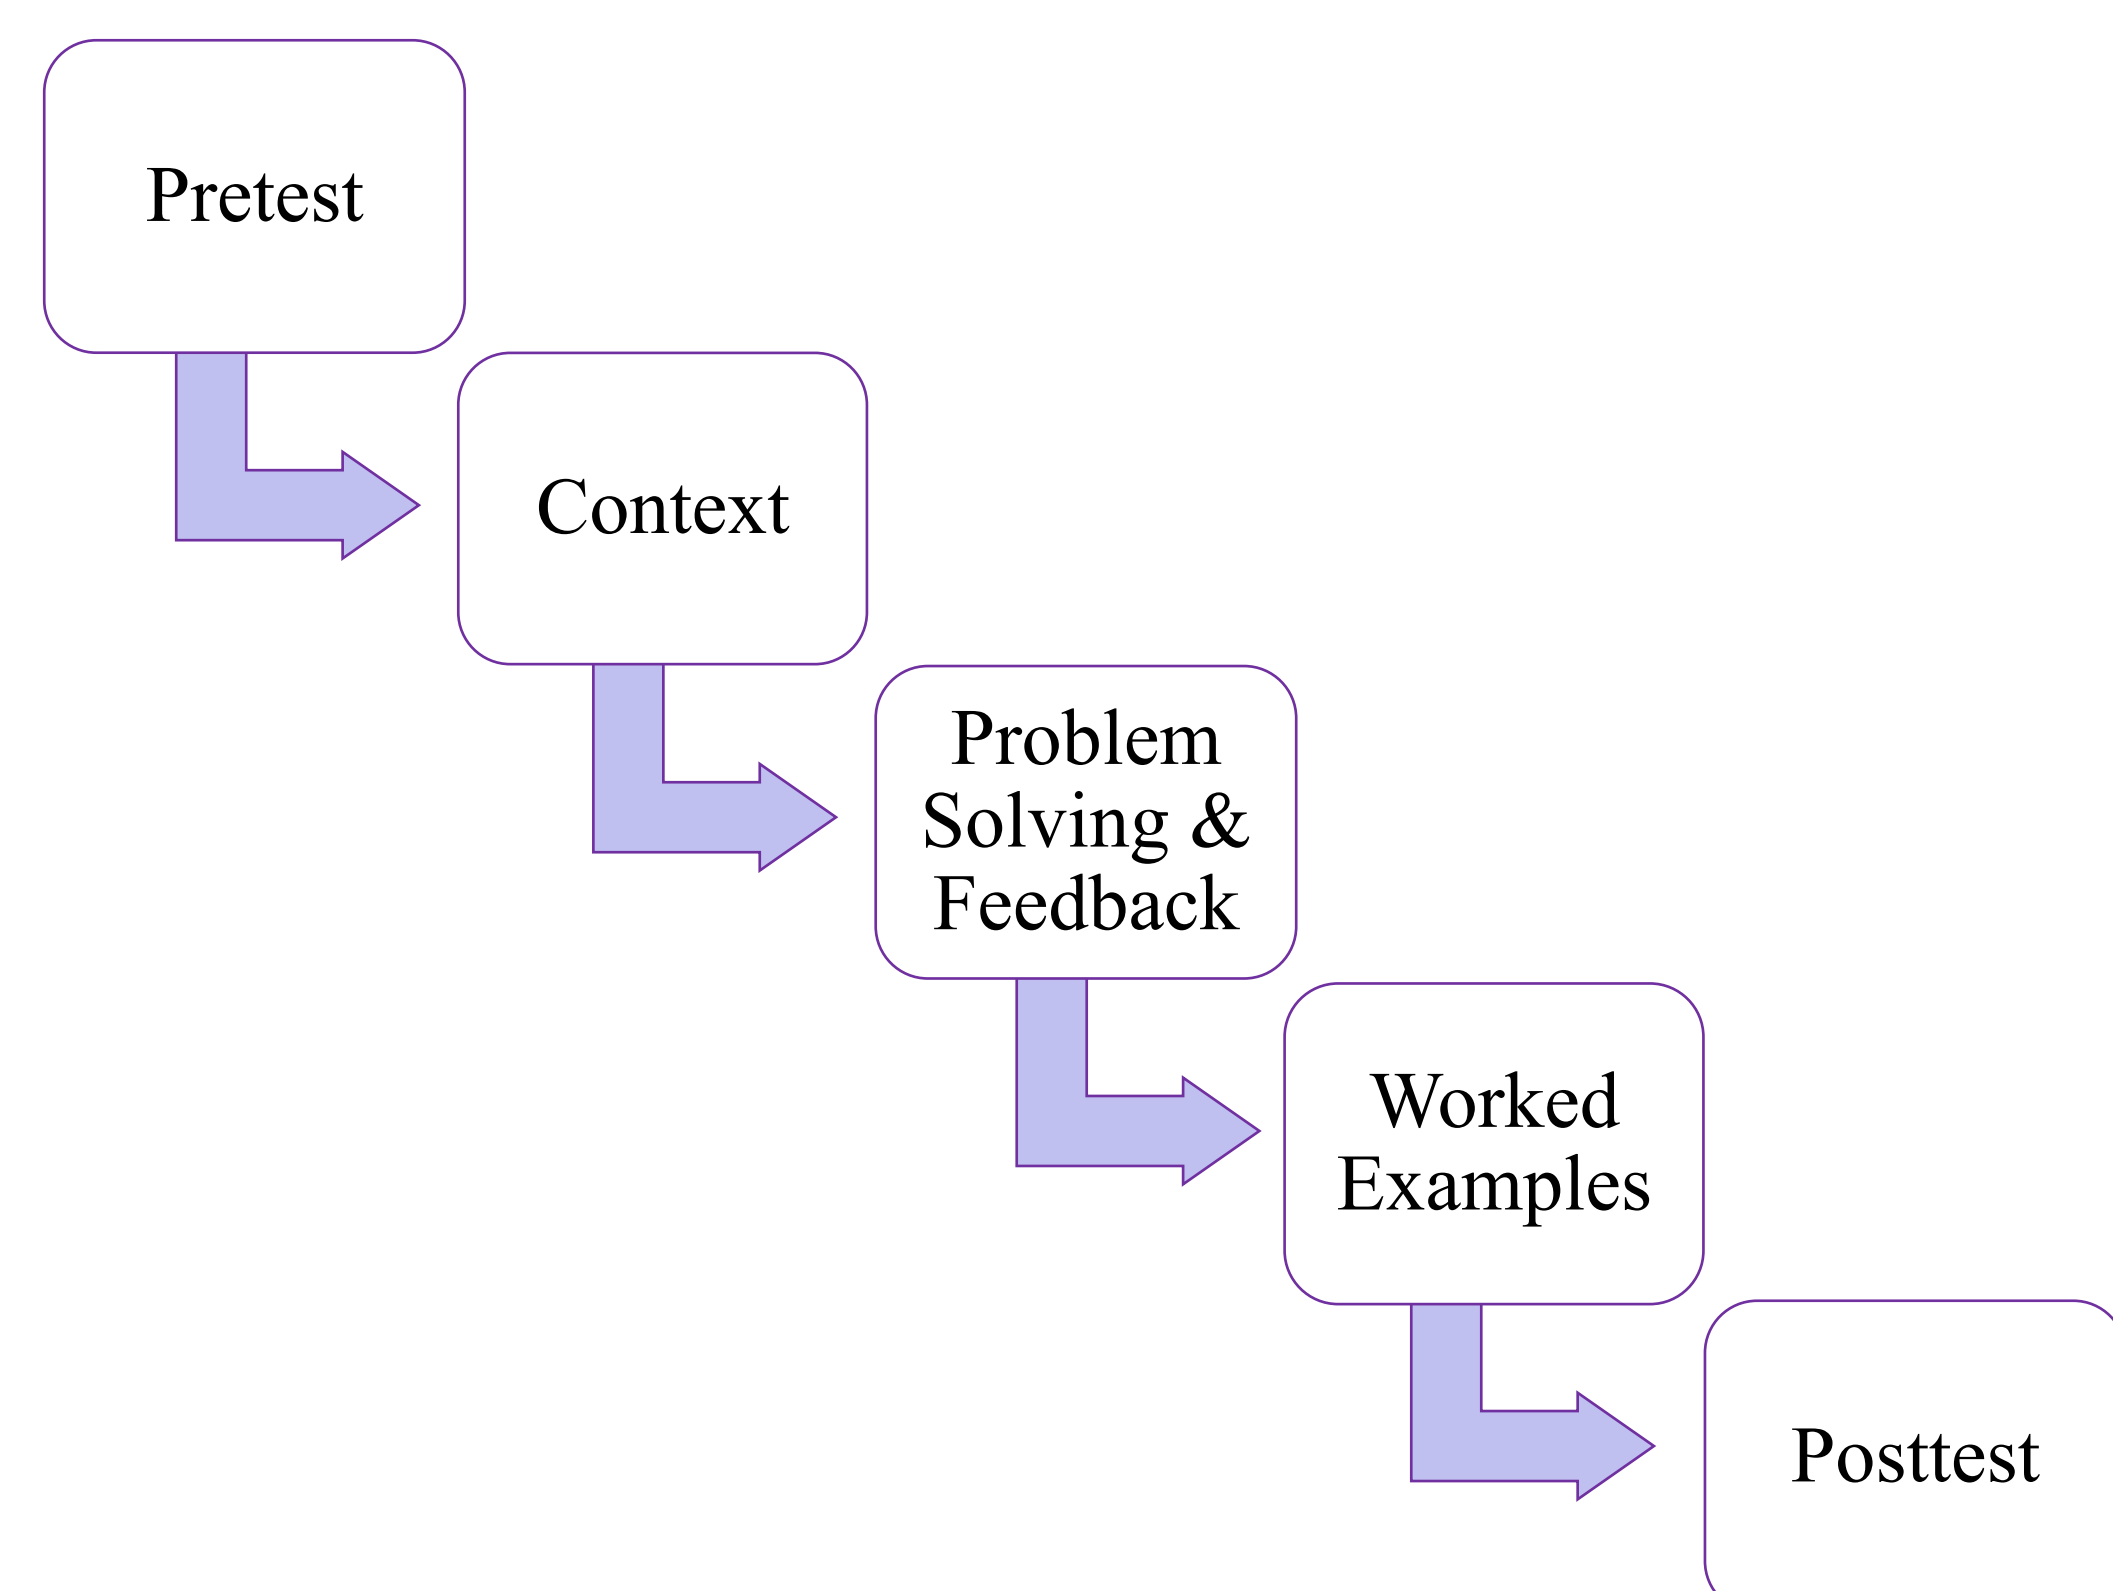 Pretest
Context
Problem
Solving &
Feedback
Worked
Examples
Posttest